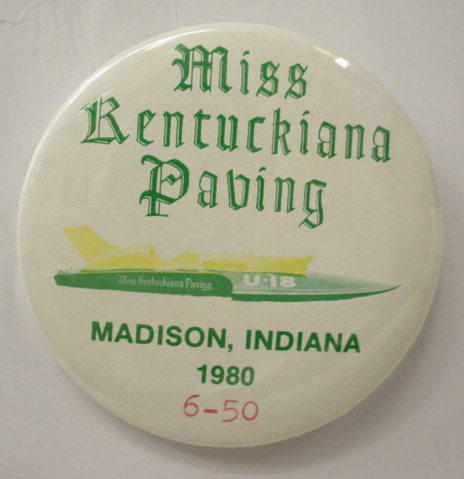 Miss
Kentuckiana
Paving
Miss Kentuckiana Paving U-18
MADISON, INDIANA
1980
6-50